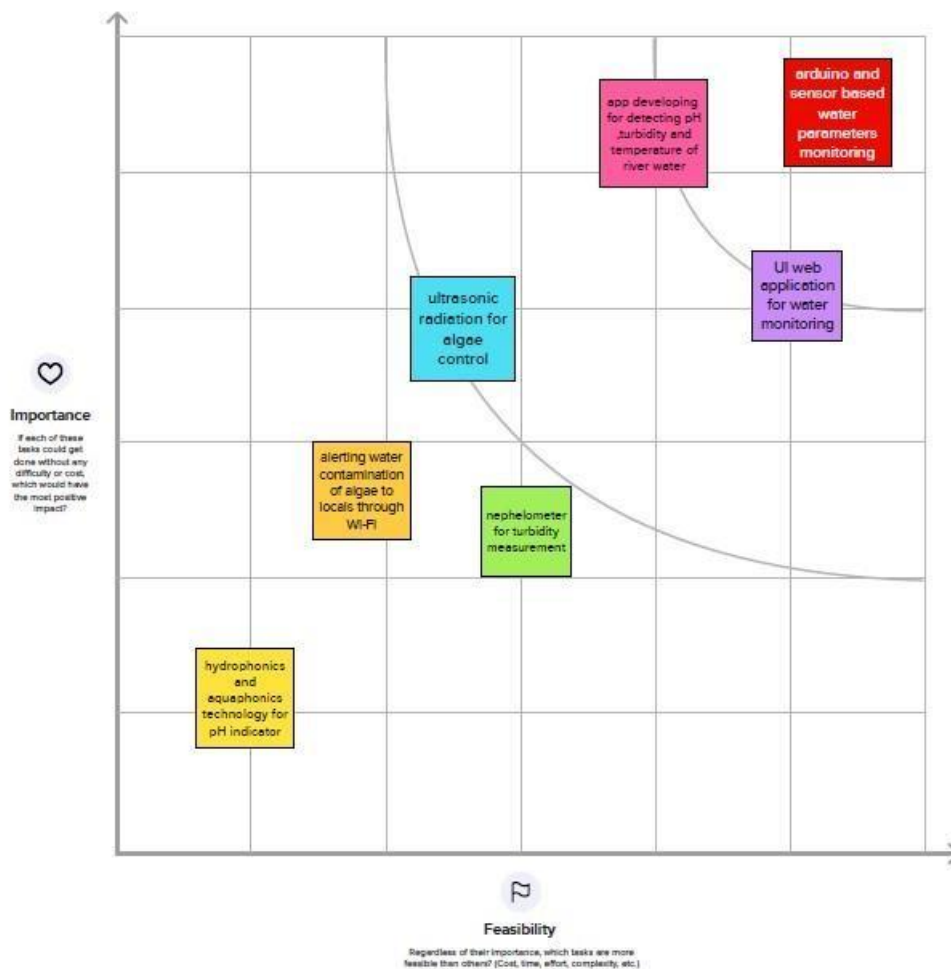 arduino and
sensor based
water
parameters
monitoring
app developing
for detecting pH
,turbidity and
temperature of
river water
UI web
application
for water
monitoring
ultrasonic
radiation for
algae
control
Importance
If each of these
tasks could get
done without any
difficulty or cost,
which would have
the most positive
impact?
alerting water
contamination
of algae to
locals through
Wi-Fi
nephelometer
for turbidity
measurement
hydrophonics
and
aquaphonics
technology for
pH indicator
Feasibility
Regardless of their importance, which tasks are more
feasible than others? (Cost, time, effort, complexity, etc.)